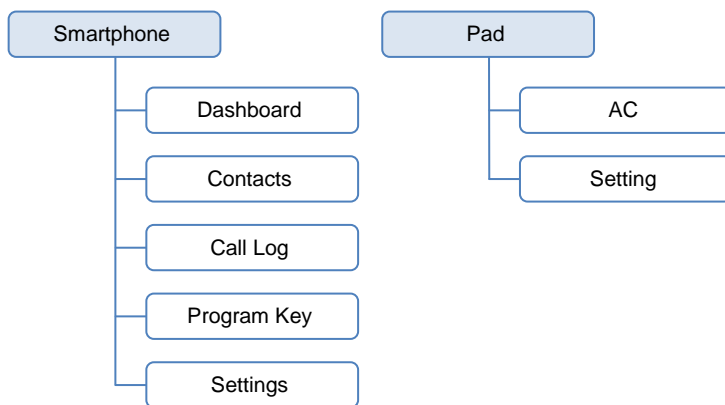 Smartphone
Dashboard
Contacts
Call Log
Program Key
Settings
Pad
AC
Setting